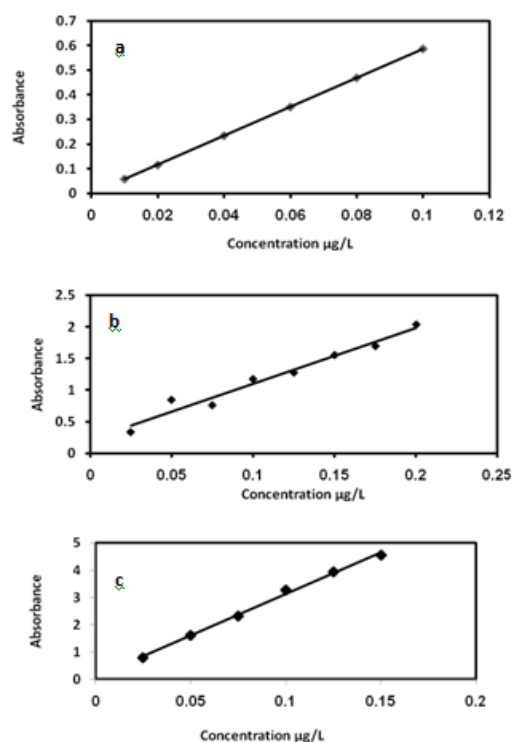 a
Absorbance
0.7
0.6
0.5
0.4
0.3
0.2
0.1
0
0 0.02 0.04 0.06 0.08 0.1 0.12
Concentration µg/L
b
Absorbance
2.5
2
1.5
1
0.5
0
0 0.05 0.1 0.15 0.2 0.25
Concentration µg/L
c
Absorbance
5
4
3
2
1
0
0 0.05 0.1 0.15 0.2
Concentration µg/L